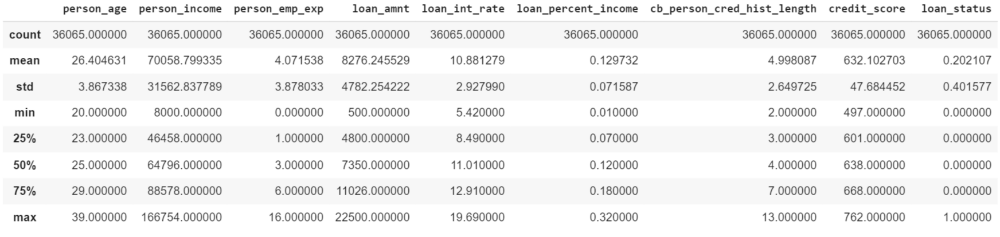 person_age person_income person_emp_exp loan_amnt loan_int_rate loan_percent_income cb_person_cred_hist_length credit_score loan_status
count 36065.000000 36065.000000 36065.000000 36065.000000 36065.000000 36065.000000 36065.000000 36065.000000 36065.000000
mean 26.404631 70058.799335 4.071538 8276.245529 10.881279 0.129732 4.998087 632.102703 0.202107
std 3.867338 31562.837789 3.878033 4782.254222 2.927990 0.071587 2.649725 47.684452 0.401577
min 20.000000 8000.000000 0.000000 500.000000 5.420000 0.010000 2.000000 497.000000 0.000000
25% 23.000000 46458.000000 1.000000 4800.000000 8.490000 0.070000 3.000000 601.000000 0.000000
50% 25.000000 64796.000000 3.000000 7350.000000 11.010000 0.120000 4.000000 638.000000 0.000000
75% 29.000000 88578.000000 6.000000 11026.000000 12.910000 0.180000 7.000000 668.000000 0.000000
max 39.000000 166754.000000 16.000000 22500.000000 19.690000 0.320000 13.000000 762.000000 1.000000